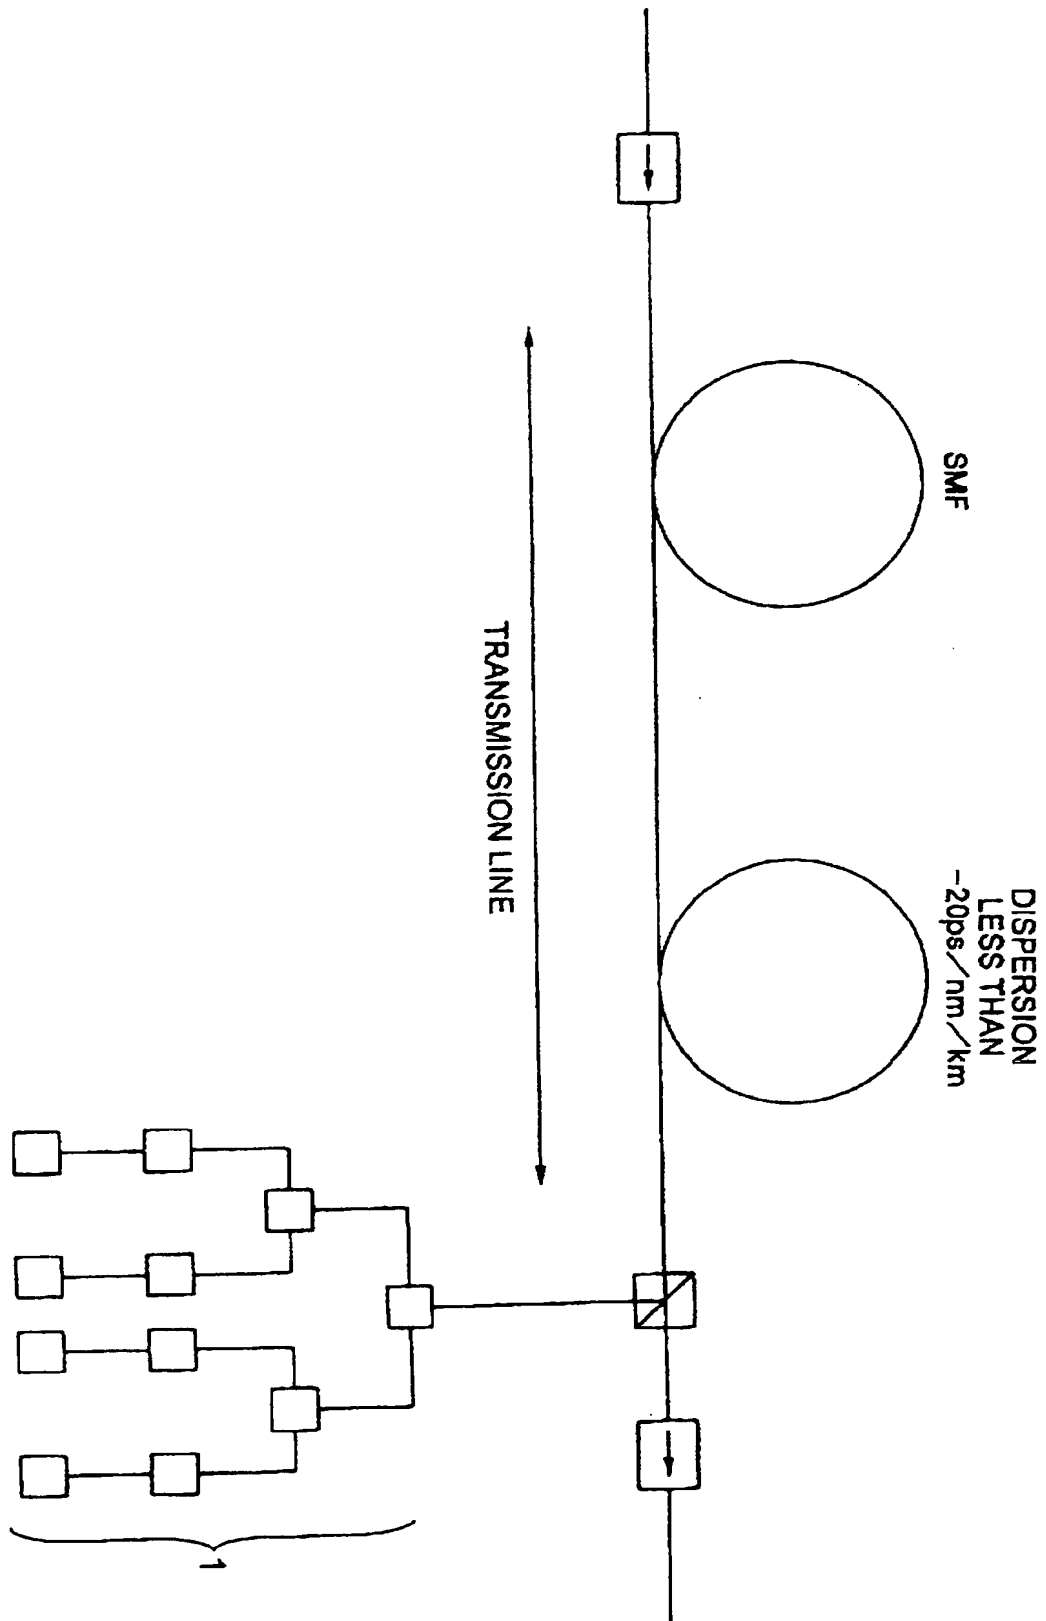 SMF
DISPERSION
LESS THAN
-20ps/nm/km
TRANSMISSION LINE
1